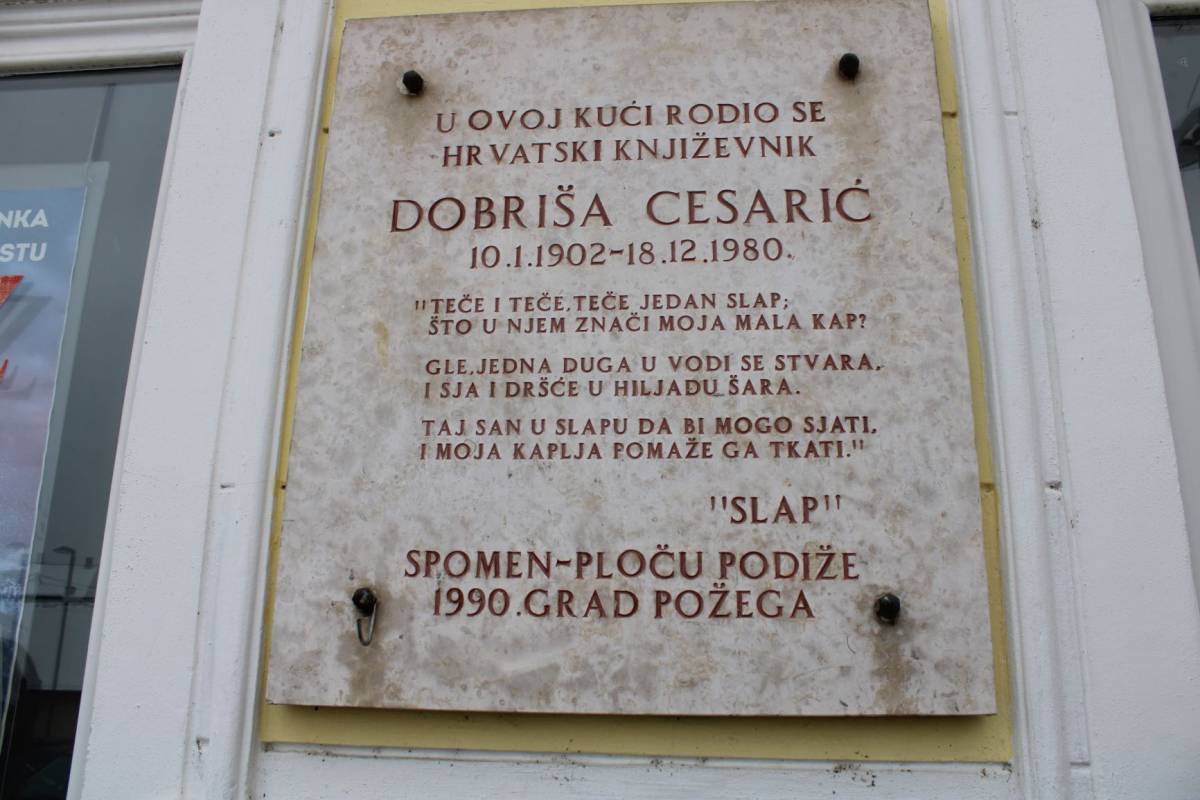 NKA
STU
U OVOJ KUĆI RODIO SE
HRVATSKI KNJIŽEVNIK
DOBRIŠA CESARIĆ
10.1.1902-18.12.1980.
"TEČE I TEČE, TEČE JEDAN SLAP;
ŠTO U NJEM ZNAČI MOJA MALA KAP?
GLE, JEDNA DUGA U VODI SE STVARA,
I SJA I DRŠĆE U HILJADU ŠARA.
TAJ SAN U SLAPU DA BI MOGO SJATI,
I MOJA KAPLJA POMAŽE GA TKATI."
"SLAP"
SPOMEN-PLOČU PODIŽE
1990. GRAD POŽEGA